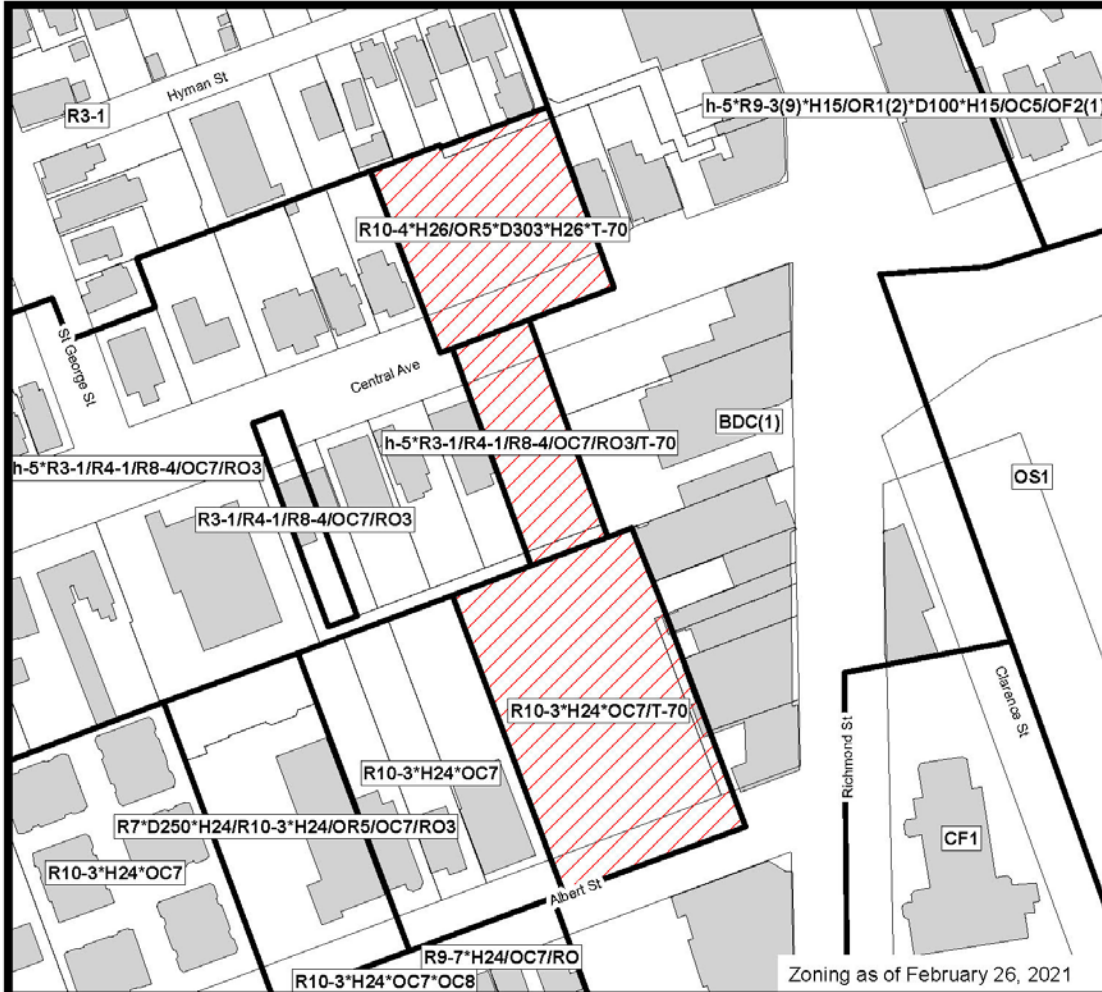 Hyman St
R3-1
h-5*R9-3(9)*H15/OR1(2)*D100*H15/OC5/OF2(1)
R10-4*H26/OR5*D303*H26*T-70
St George St
Central Ave
BDC(1)
h-5*R3-1/R4-1/R8-4/OC7/RO3/T-70
h-5*R3-1/R4-1/R8-4/OC7/RO3
OS1
R3-1/R4-1/R8-4/OC7/RO3
R10-3*H24*OC7/T-70
Clarence St
Richmond St
R10-3*H24*OC7
R7*D250*H24/R10-3*H24/OR5/OC7/RO3
CF1
R10-3*H24*OC7
Albert St
R9-7*H24/OC7/RO
R10-3*H24*OC7*OC8
Zoning as of February 26, 2021